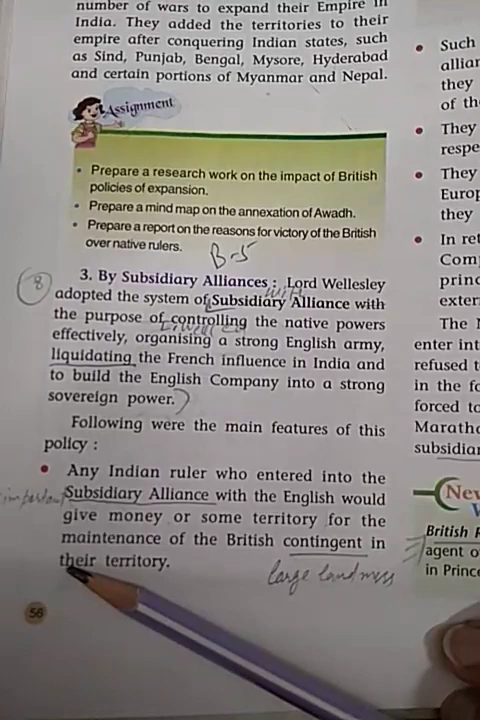 number of wars to expand their Empire in
India. They added the territories to their
empire after conquering Indian states, such
as Sind, Punjab, Bengal, Mysore, Hyderabad
and certain portions of Myanmar and Nepal.
Assignment
• Prepare a research work on the impact of British
policies of expansion.
• Prepare a mind map on the annexation of Awadh.
• Prepare a report on the reasons for victory of the British
over native rulers.
B-5
8
3. By Subsidiary Alliances : Lord Wellesley
adopted the system of Subsidiary Alliance with
the purpose of controlling the native powers
effectively, organising a strong English army,
liquidating the French influence in India and
to build the English Company into a strong
sovereign power.
Following were the main features of this
policy :
• Any Indian ruler who entered into the
important
Subsidiary Alliance with the English would
give money or some territory for the
maintenance of the British contingent in
their territory.
large landmess
56
• Such
allian
they
of th
• They
respe
• They
Europ
they
• In ret
Com
princ
exter
The
enter int
refused t
in the fo
forced to
Maratha
subsidiar
New
British R
agent o
in Prince